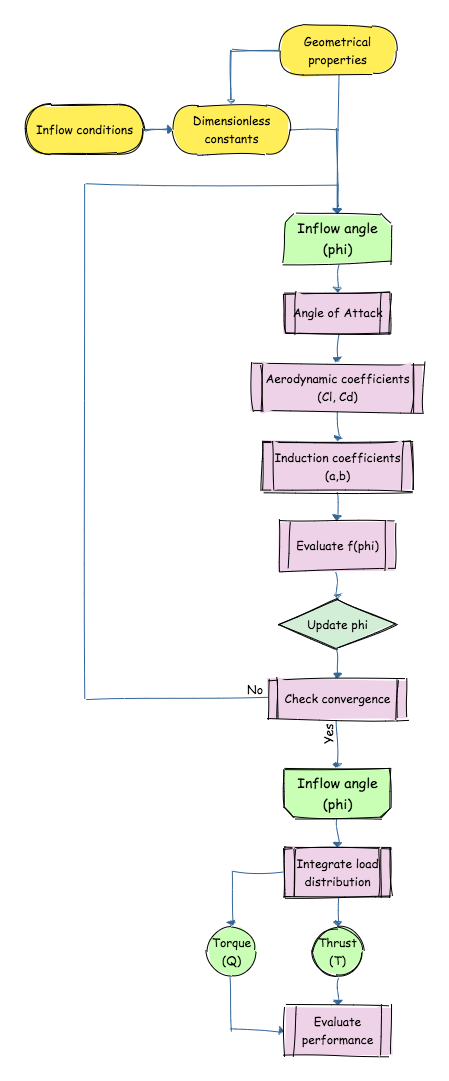 Geometrical
properties
Dimensionless
constants
Inflow conditions
Inflow angle
(phi)
Angle of Attack
Aerodynamic coefficients
(Cl, Cd)
Induction coefficients
(a,b)
Evaluate f(phi)
Update phi
No
Check convergence
Yes
Inflow angle
(phi)
Integrate load
distribution
Torque
(Q)
Thrust
(T)
Evaluate
performance